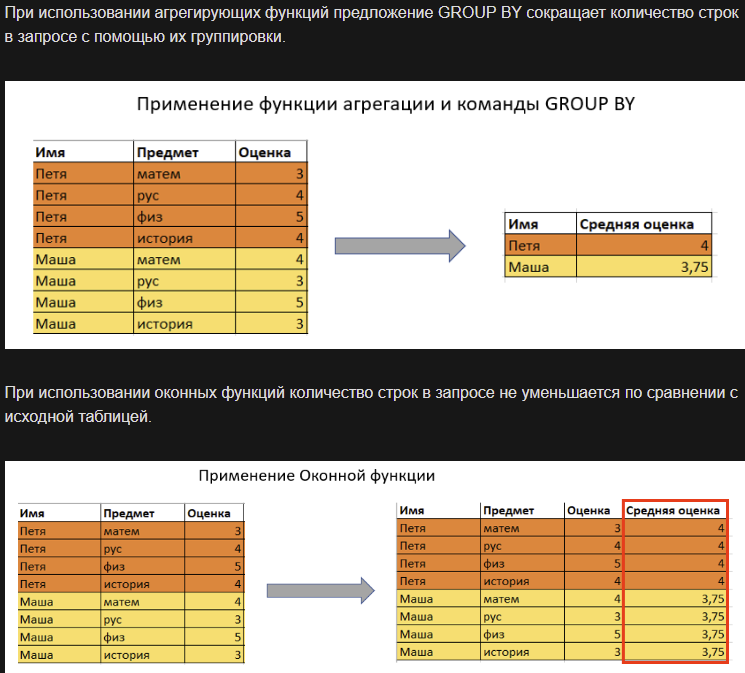 При использовании агрегирующих функций предложение GROUP BY сокращает количество строк
в запросе с помощью их группировки.
Применение функции агрегации и команды GROUP BY
Имя Предмет Оценка
Петя матем 3
Петя рус 4
Петя физ 5
Петя история 4
Маша матем 4
Маша рус 3
Маша физ 5
Маша история 3
Имя Средняя оценка
Петя 4
Маша 3,75
При использовании оконных функций количество строк в запросе не уменьшается по сравнении с
исходной таблицей.
Применение Оконной функции
Имя Предмет Оценка
Петя матем 3
Петя рус 4
Петя физ 5
Петя история 4
Маша матем 4
Маша рус 3
Маша физ 5
Маша история 3
Имя Предмет Оценка Средняя оценка
Петя матем 3 4
Петя рус 4 4
Петя физ 5 4
Петя история 4 4
Маша матем 4 3,75
Маша рус 3 3,75
Маша физ 5 3,75
Маша история 3 3,75